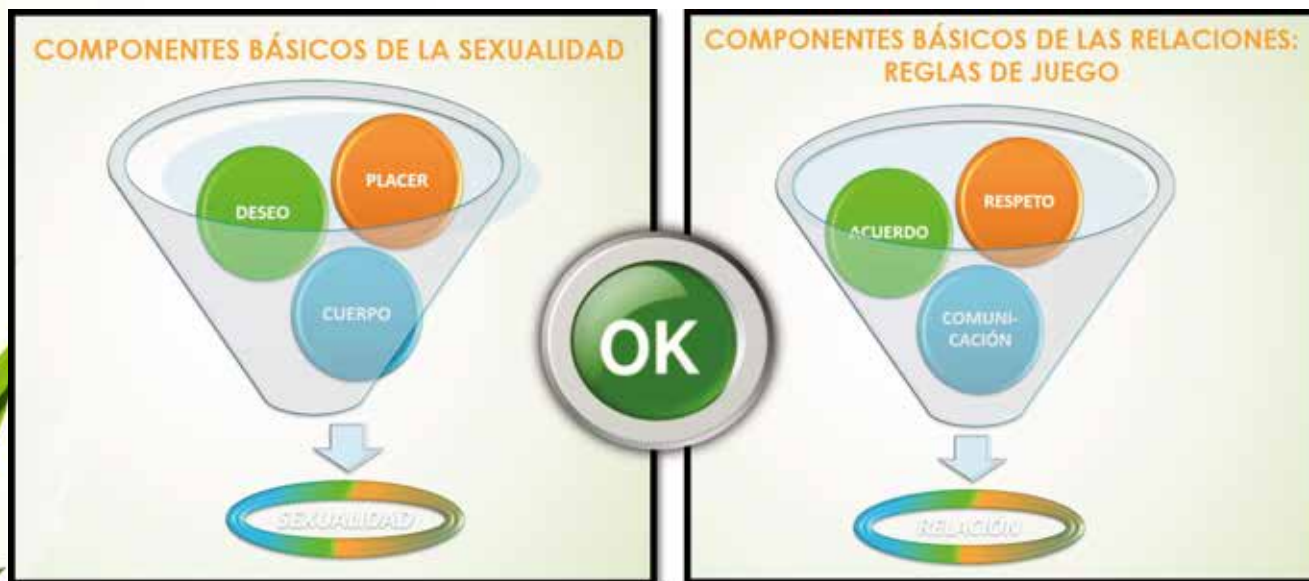 COMPONENTES BÁSICOS DE LA SEXUALIDAD
PLACER
DESEO
CUERPO
SEXUALIDAD
OK
COMPONENTES BÁSICOS DE LAS RELACIONES:
REGLAS DE JUEGO
RESPETO
ACUERDO
COMUNI-
CACIÓN
RELACIÓN